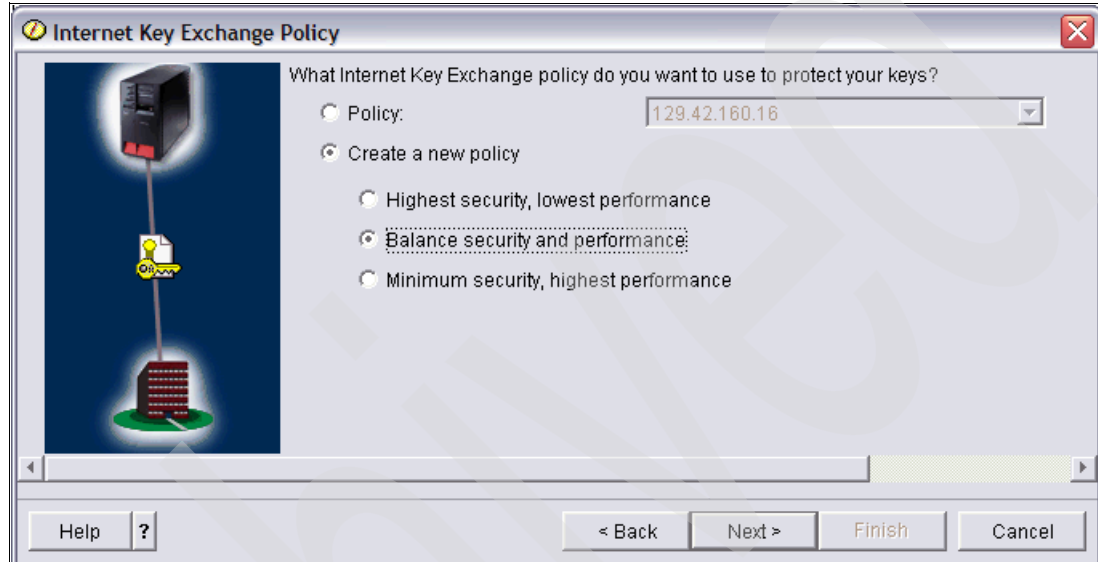 Internet Key Exchange Policy
What Internet Key Exchange policy do you want to use to protect your keys?
Policy: 129.42.160.16
Create a new policy
Highest security, lowest performance
Balance security and performance
Minimum security, highest performance
Help ? < Back Next > Finish Cancel